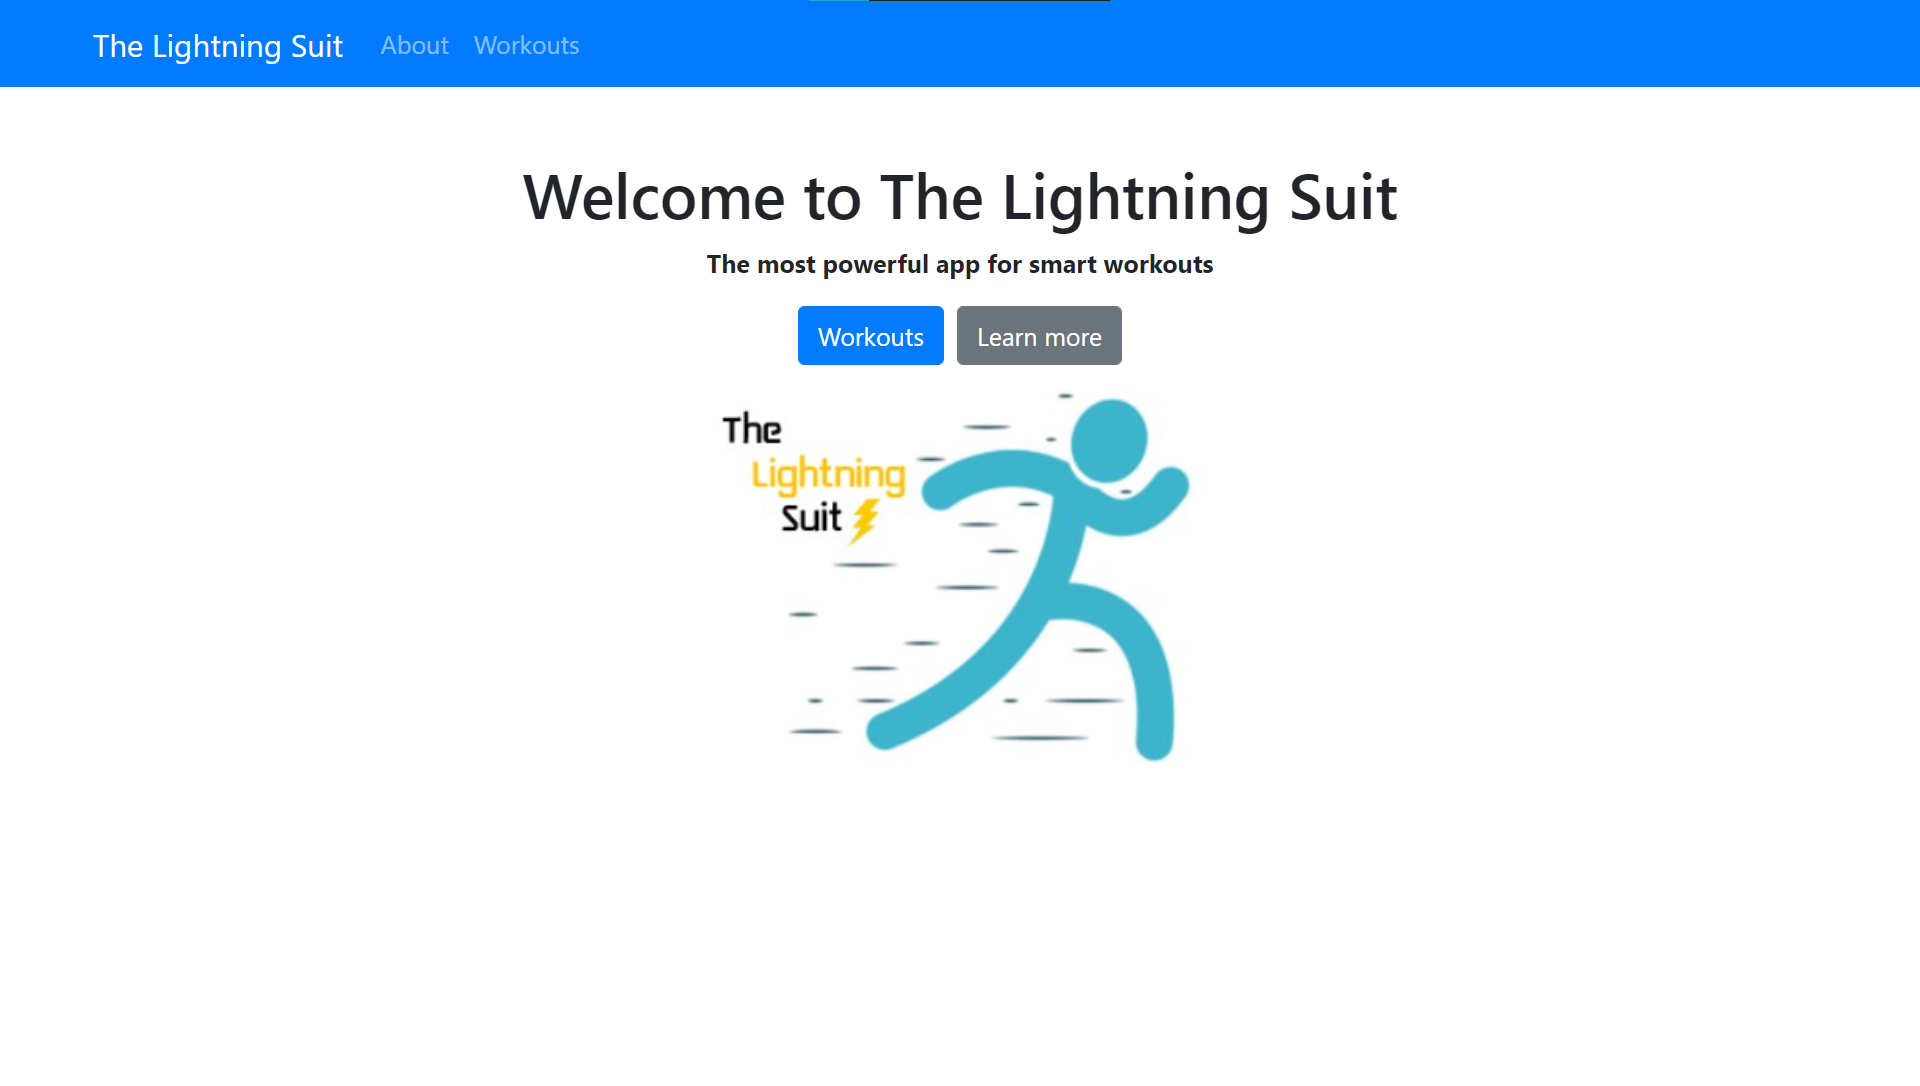 The Lightning Suit About Workouts
Welcome to The Lightning Suit
The most powerful app for smart workouts
Workouts Learn more
The
Lightning
Suit